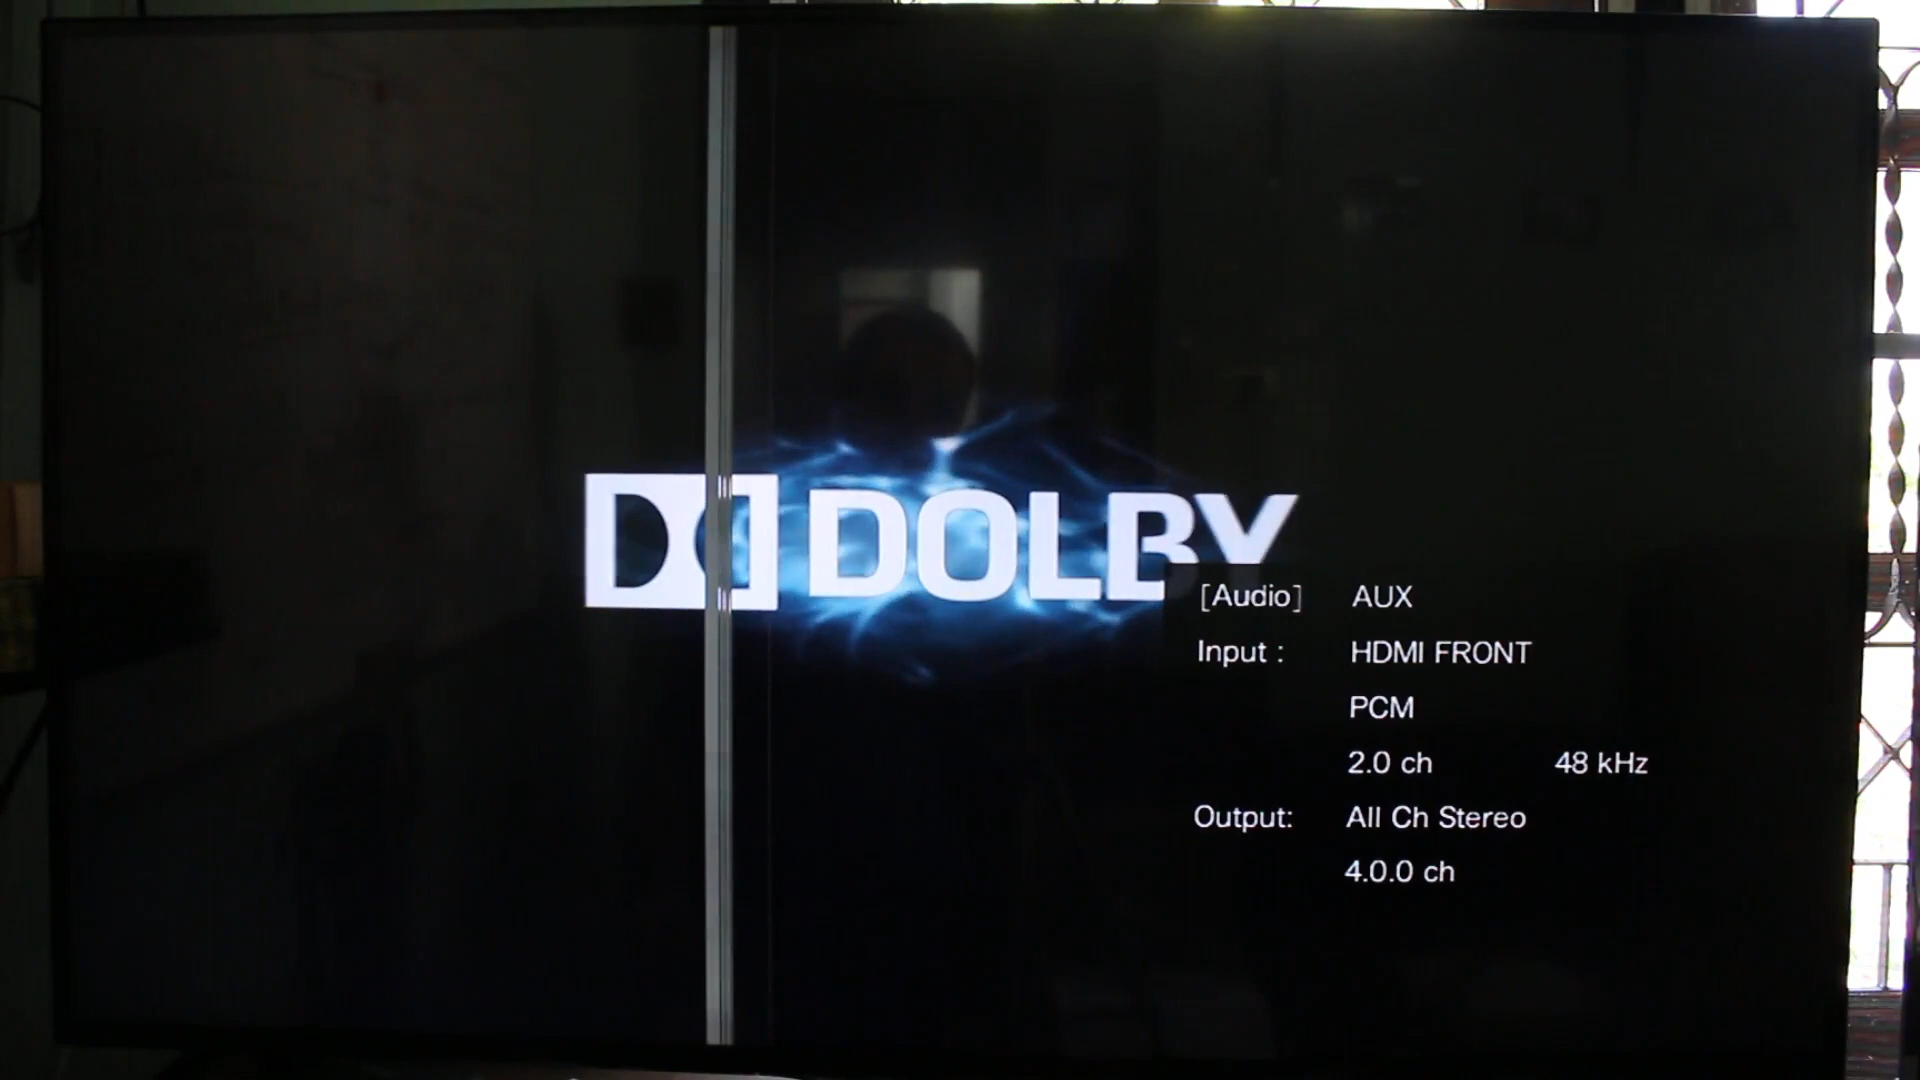 DOLBY
[Audio] AUX
Input : HDMI FRONT
PCM
2.0 ch 48 kHz
Output: All Ch Stereo
4.0.0 ch